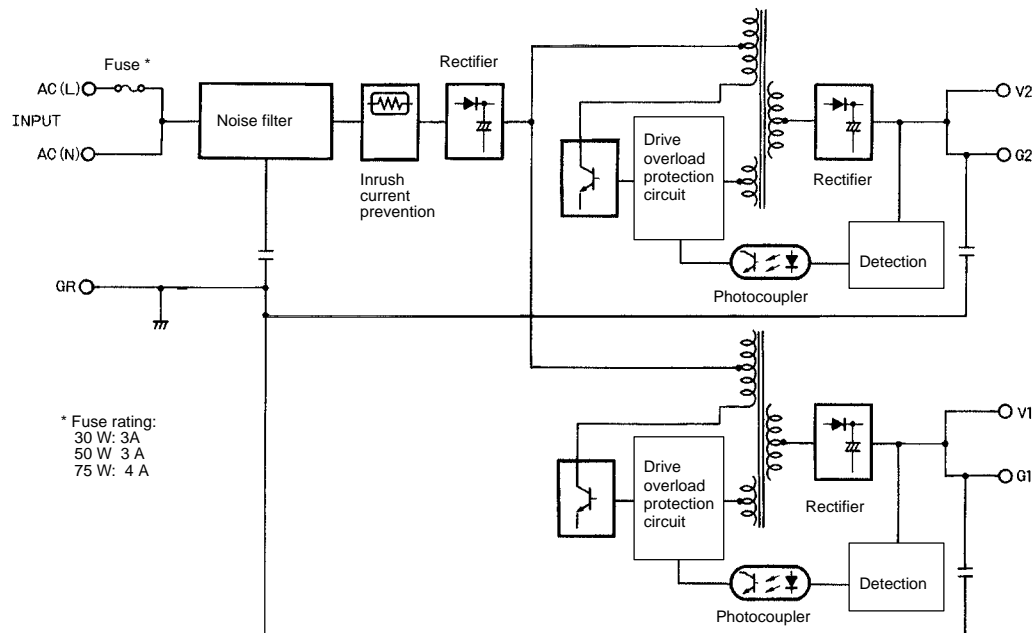 Fuse *
AC(L)
INPUT
AC(N)
Noise filter
Inrush
current
prevention
Rectifier
GR
Drive
overload
protection
circuit
Rectifier
Photocoupler
Detection
V2
G2
Drive
overload
protection
circuit
Rectifier
Photocoupler
Detection
V1
G1
* Fuse rating:
30 W: 3A
50 W 3 A
75 W: 4 A